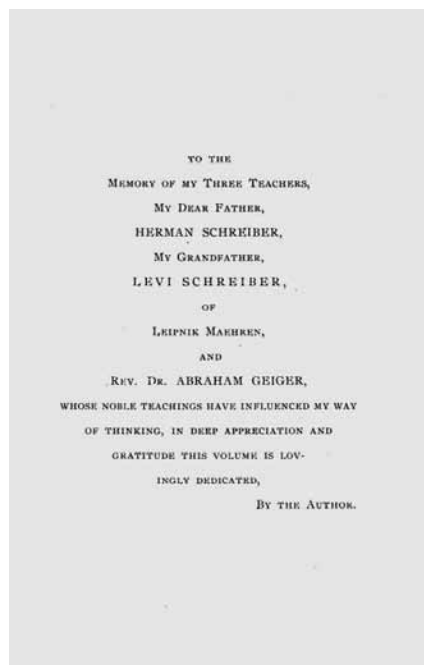 TO THE
MEMORY OF MY THREE TEACHERS,
MY DEAR FATHER,
HERMAN SCHREIBER,
MY GRANDFATHER,
LEVI SCHREIBER,
OF
LEIPNIK MAEHREN,
AND
REV. DR. ABRAHAM GEIGER,
WHOSE NOBLE TEACHINGS HAVE INFLUENCED MY WAY
OF THINKING, IN DEEP APPRECIATION AND
GRATITUDE THIS VOLUME IS LOV-
INGLY DEDICATED,
BY THE AUTHOR.